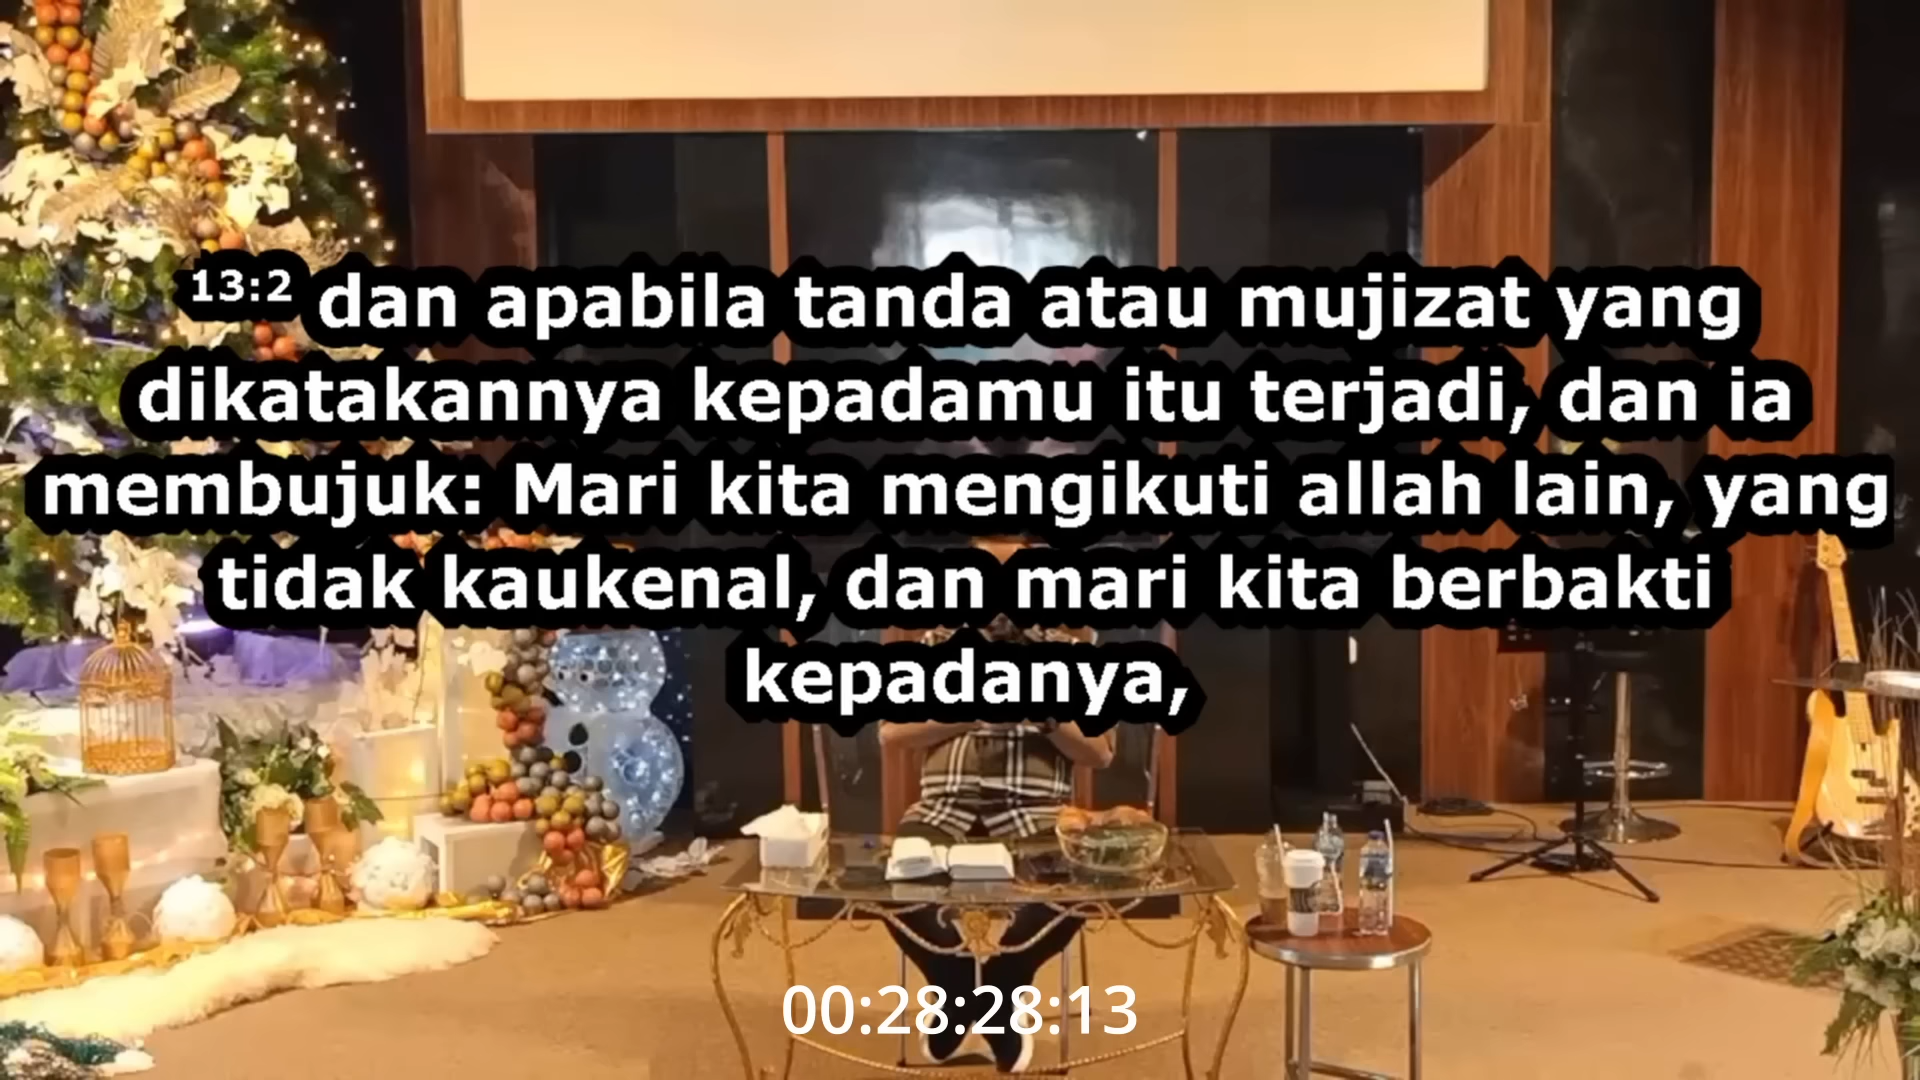 13:2 dan apabila tanda atau mujizat yang
dikatakannya kepadamu itu terjadi, dan ia
membujuk: Mari kita mengikuti allah lain, yang
tidak kaukenal, dan mari kita berbakti
kepadanya,
00:28:28:13